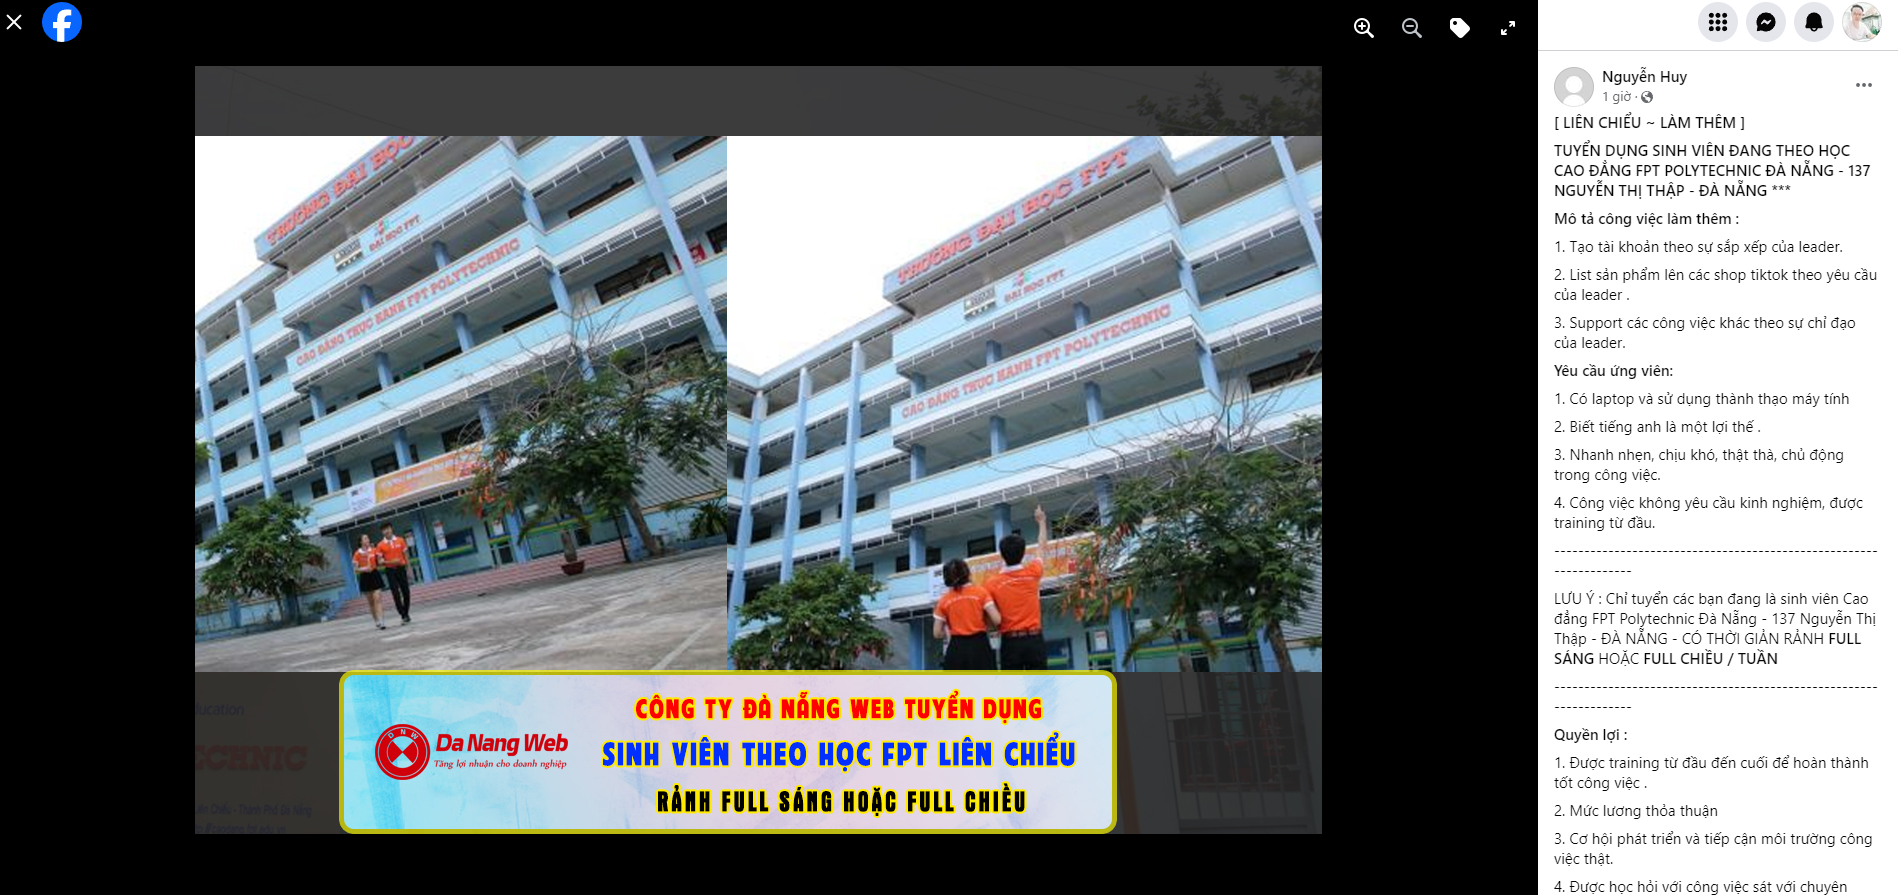 TRƯỜNG ĐẠI HỌC
ĐẠI HỌC FPT
CAO ĐẲNG THỰC HÀNH FPT POLYTECHNIC
TRƯỜNG ĐẠI HỌC FPT
ĐẠI HỌC FPT
CAO ĐẲNG THỰC HÀNH FPT POLYTECHNIC
ducation
ECHNIC
DNW
Da Nang Web
Tăng lợi nhuận cho doanh nghiệp
CÔNG TY ĐÀ NẴNG WEB TUYỂN DỤNG
SINH VIÊN THEO HỌC FPT LIÊN CHIỂU
RẢNH FULL SÁNG HOẶC FULL CHIỀU
Nguyễn Huy
1 giờ ·
[ LIÊN CHIỂU ~ LÀM THÊM ]
TUYỂN DỤNG SINH VIÊN ĐANG THEO HỌC
CAO ĐẲNG FPT POLYTECHNIC ĐÀ NẴNG - 137
NGUYỄN THỊ THẬP - ĐÀ NẴNG ***
Mô tả công việc làm thêm :
1. Tạo tài khoản theo sự sắp xếp của leader.
2. List sản phẩm lên các shop tiktok theo yêu cầu
của leader .
3. Support các công việc khác theo sự chỉ đạo
của leader.
Yêu cầu ứng viên:
1. Có laptop và sử dụng thành thạo máy tính
2. Biết tiếng anh là một lợi thế .
3. Nhanh nhẹn, chịu khó, thật thà, chủ động
trong công việc.
4. Công việc không yêu cầu kinh nghiệm, được
training từ đầu.
------------------------------------------------------
-------------
LƯU Ý : Chỉ tuyển các bạn đang là sinh viên Cao
đẳng FPT Polytechnic Đà Nẵng - 137 Nguyễn Thị
Thập - ĐÀ NẴNG - CÓ THỜI GIẢN RẢNH FULL
SÁNG HOẶC FULL CHIỀU / TUẦN
------------------------------------------------------
-------------
Quyền lợi :
1. Được training từ đầu đến cuối để hoàn thành
tốt công việc .
2. Mức lương thỏa thuận
3. Cơ hội phát triển và tiếp cận môi trường công
việc thật.
4. Được học hỏi với công việc sát với chuyên